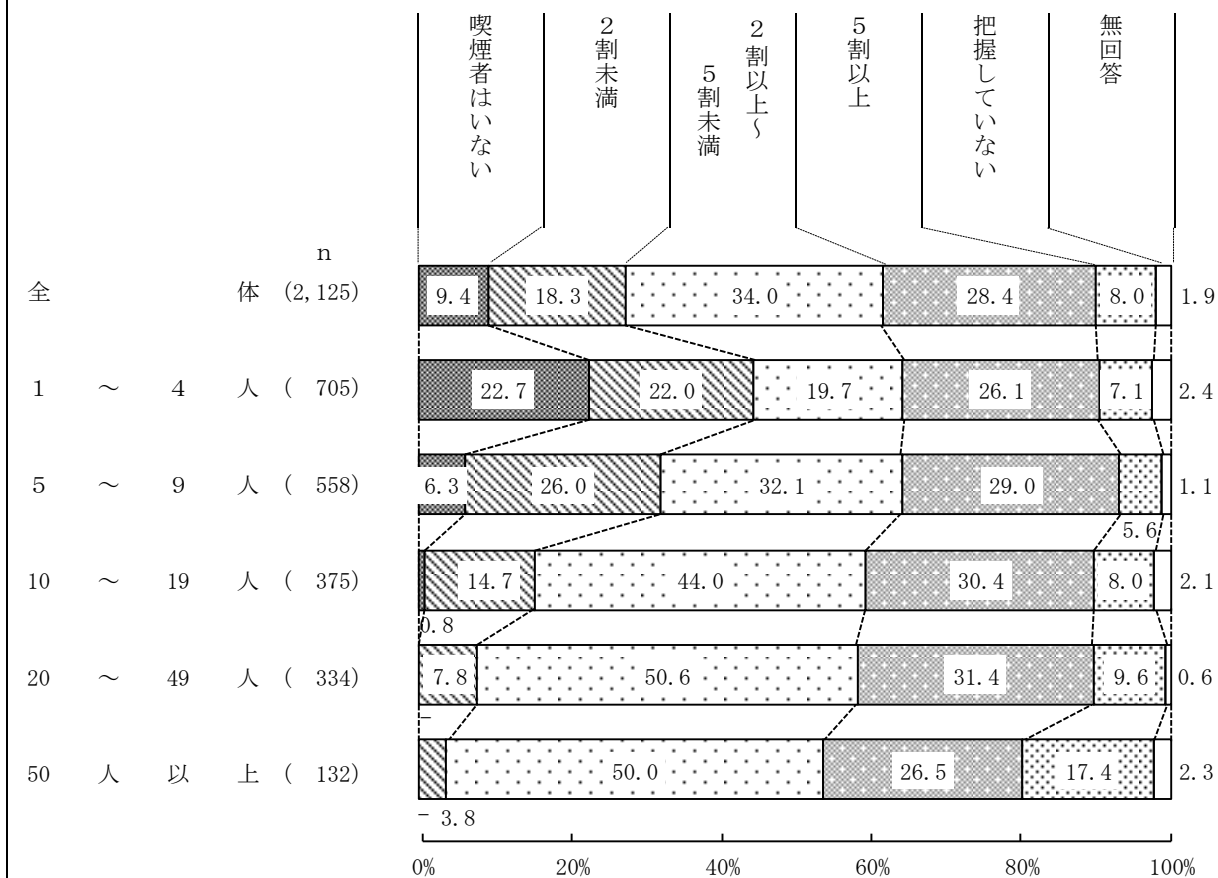 喫煙者はいない
2割未満
2割以上～
5割未満
5割以上
把握していない
無回答
n
全 体 (2,125) 9.4 18.3 34.0 28.4 8.0 1.9
1 ～ 4 人 ( 705) 22.7 22.0 19.7 26.1 7.1 2.4
5 ～ 9 人 ( 558) 6.3 26.0 32.1 29.0 1.1
5.6
10 ～ 19 人 ( 375) 14.7 44.0 30.4 8.0 2.1
0.8
20 ～ 49 人 ( 334) 7.8 50.6 31.4 9.6 0.6
-
50 人 以 上 ( 132) 50.0 26.5 17.4 2.3
- 3.8
0% 20% 40% 60% 80% 100%